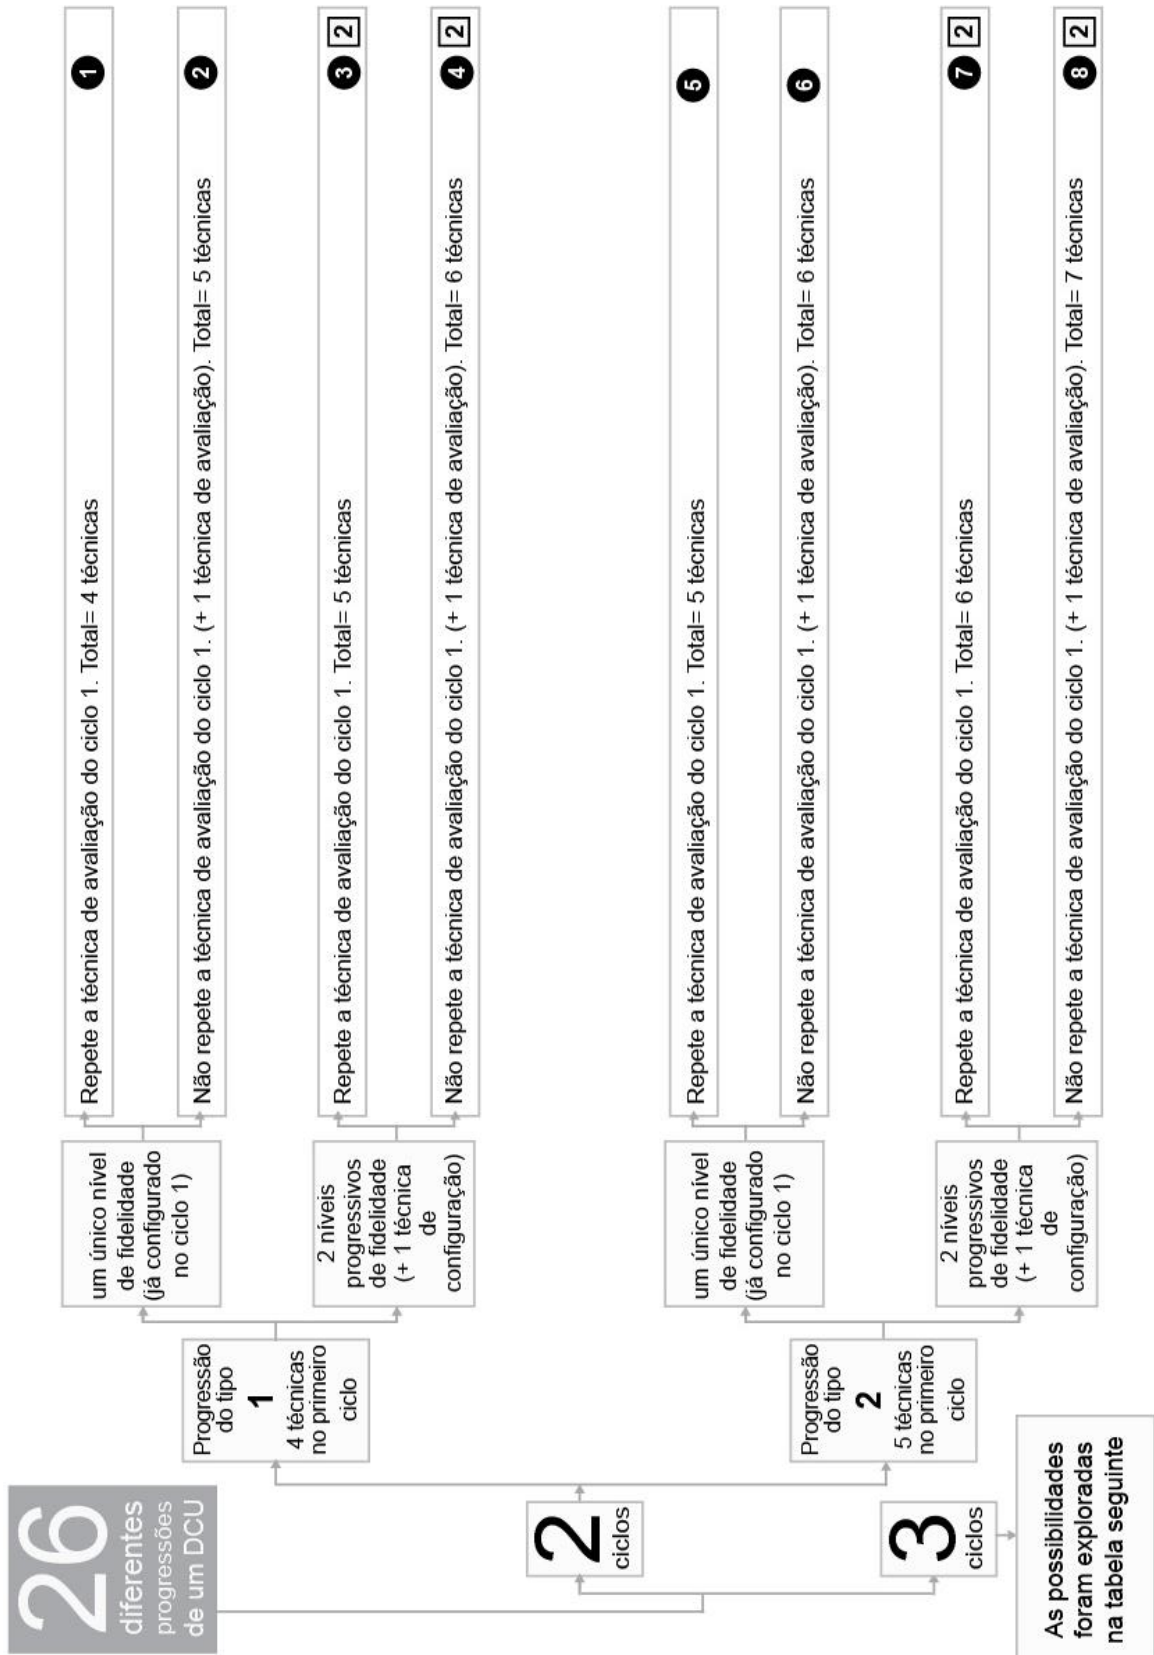 26
diferentes
progressões
de um DCU
2
ciclos
3
ciclos
As possibilidades
foram exploradas
na tabela seguinte
Progressão
do tipo
1
4 técnicas
no primeiro
ciclo
um único nível
de fidelidade
(já configurado
no ciclo 1)
Repete a técnica de avaliação do ciclo 1. Total= 4 técnicas 1
Não repete a técnica de avaliação do ciclo 1. (+ 1 técnica de avaliação). Total= 5 técnicas 2
2 níveis
progressivos
de fidelidade
(+ 1 técnica
de
configuração)
Repete a técnica de avaliação do ciclo 1. Total= 5 técnicas 3 2
Não repete a técnica de avaliação do ciclo 1. (+ 1 técnica de avaliação). Total= 6 técnicas 4 2
Progressão
do tipo
2
5 técnicas
no primeiro
ciclo
um único nível
de fidelidade
(já configurado
no ciclo 1)
Repete a técnica de avaliação do ciclo 1. Total= 5 técnicas 5
Não repete a técnica de avaliação do ciclo 1. (+ 1 técnica de avaliação). Total= 6 técnicas 6
2 níveis
progressivos
de fidelidade
(+ 1 técnica
de
configuração)
Repete a técnica de avaliação do ciclo 1. Total= 6 técnicas 7 2
Não repete a técnica de avaliação do ciclo 1. (+ 1 técnica de avaliação). Total= 7 técnicas 8 2